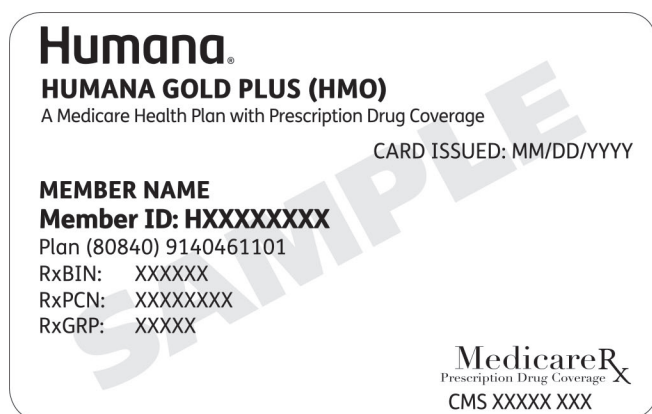 Humana®
HUMANA GOLD PLUS (HMO)
A Medicare Health Plan with Prescription Drug Coverage
CARD ISSUED: MM/DD/YYYY
SAMPLE
MEMBER NAME
Member ID: HXXXXXXXX
Plan (80840) 9140461101
RxBIN: XXXXXX
RxPCN: XXXXXXXX
RxGRP: XXXXX
MedicareRx
Prescription Drug Coverage
CMS XXXXX XXX